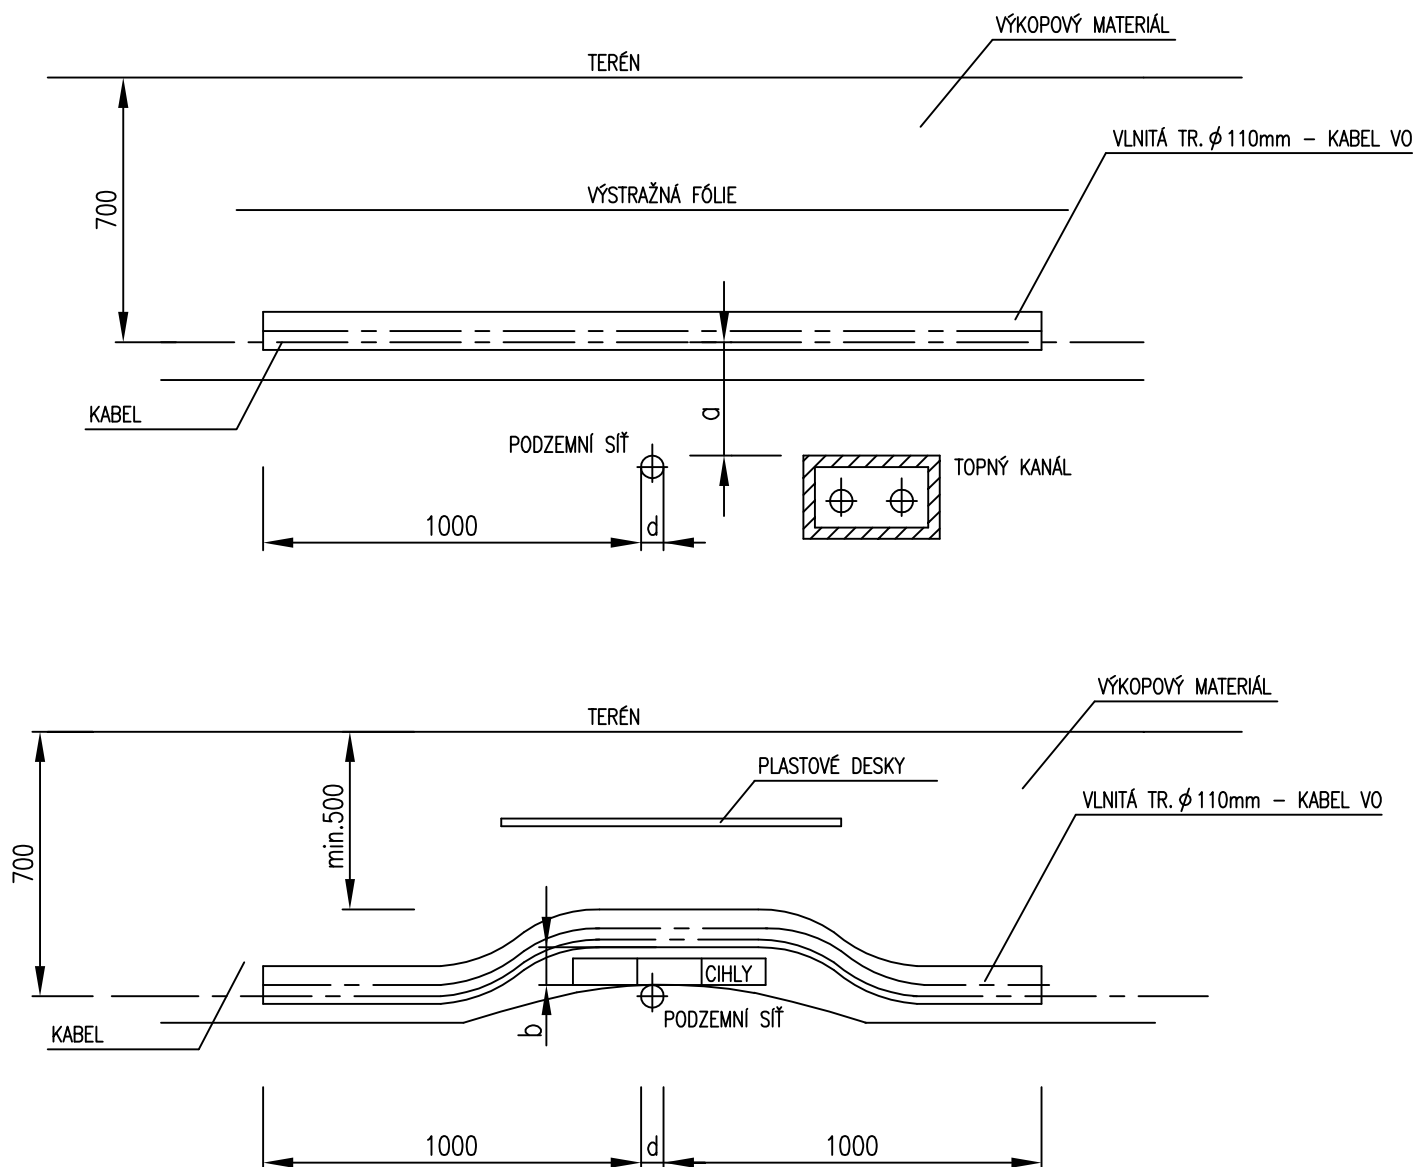 VÝKOPOVÝ MATERIÁL
TERÉN
VLNITÁ TR. ϕ 110mm – KABEL VO
700
VÝSTRAŽNÁ FÓLIE
KABEL
a
PODZEMNÍ SÍŤ
TOPNÝ KANÁL
1000
d
VÝKOPOVÝ MATERIÁL
TERÉN
PLASTOVÉ DESKY
VLNITÁ TR. ϕ 110mm – KABEL VO
min.500
700
CIHLY
PODZEMNÍ SÍŤ
b
KABEL
1000
d
1000